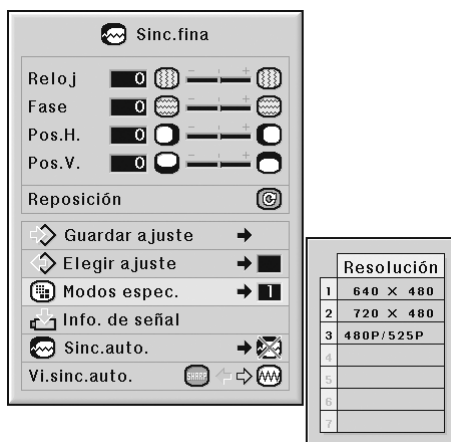 Sinc.fina
Reloj 0 - +
Fase 0 - +
Pos.H. 0 - +
Pos.V. 0 - +
Reposición
Guardar ajuste
Elegir ajuste
Modos espec. 1
Info. de señal
Sinc.auto.
Vi.sinc.auto. SHARP
Resolución
1 640 × 480
2 720 × 480
3 480P/525P
4
5
6
7